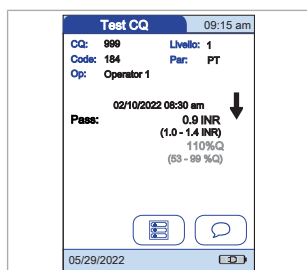 Test CQ 09:15 am
CQ: 999 Livello: 1
Code: 184 Par: PT
Op: Operator 1
02/10/2022 08:30 am
Pass: 0.9 INR
(1.0 - 1.4 INR)
110%Q
(53 - 99 %Q)
05/29/2022